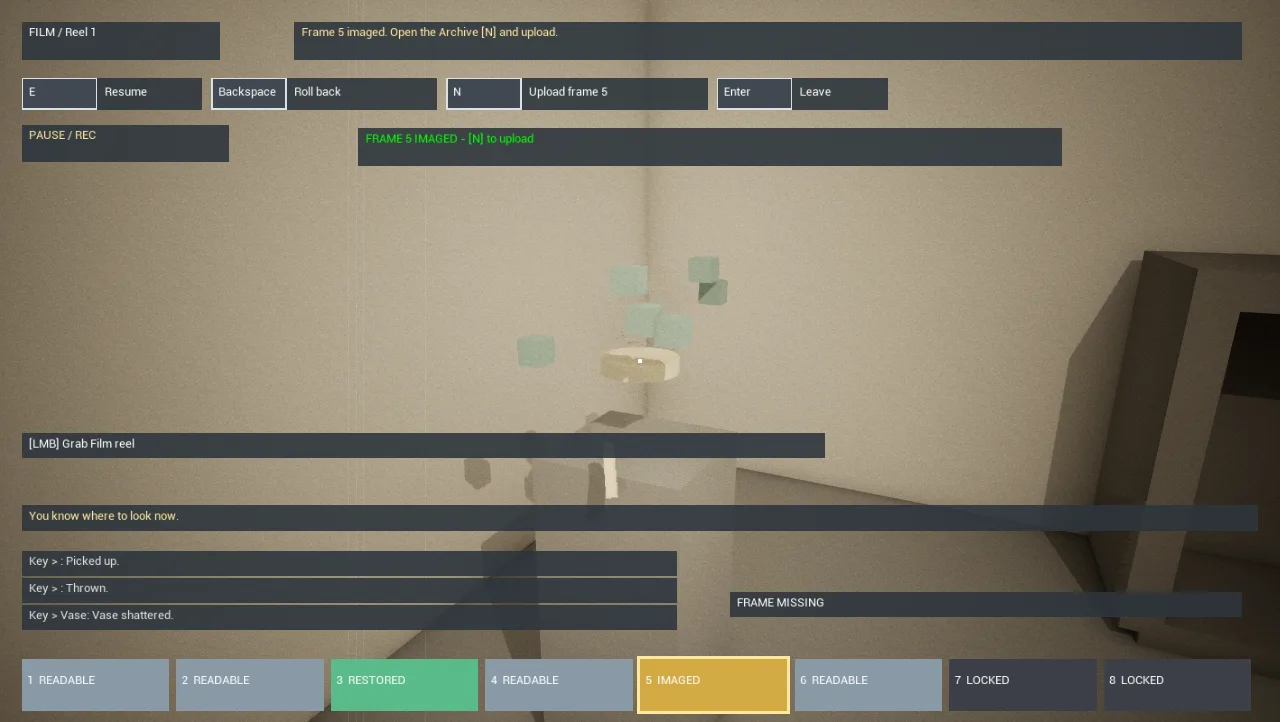 FILM / Reel 1
Frame 5 imaged. Open the Archive [N] and upload.
E Resume Backspace Roll back N Upload frame 5 Enter Leave
PAUSE / REC
FRAME 5 IMAGED - [N] to upload
[LMB] Grab Film reel
You know where to look now.
Key > : Picked up.
Key > : Thrown.
Key > Vase: Vase shattered.
FRAME MISSING
1 READABLE 2 READABLE 3 RESTORED 4 READABLE 5 IMAGED 6 READABLE 7 LOCKED 8 LOCKED